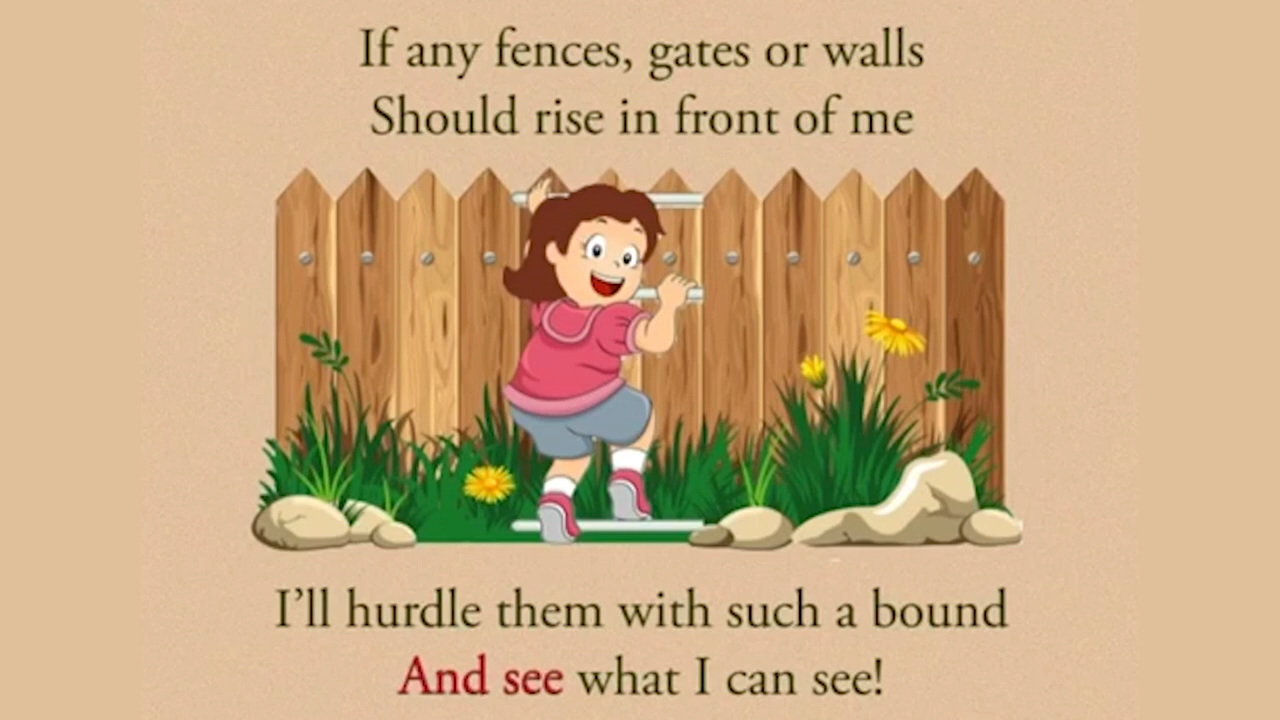 If any fences, gates or walls
Should rise in front of me
I’ll hurdle them with such a bound
And see what I can see!